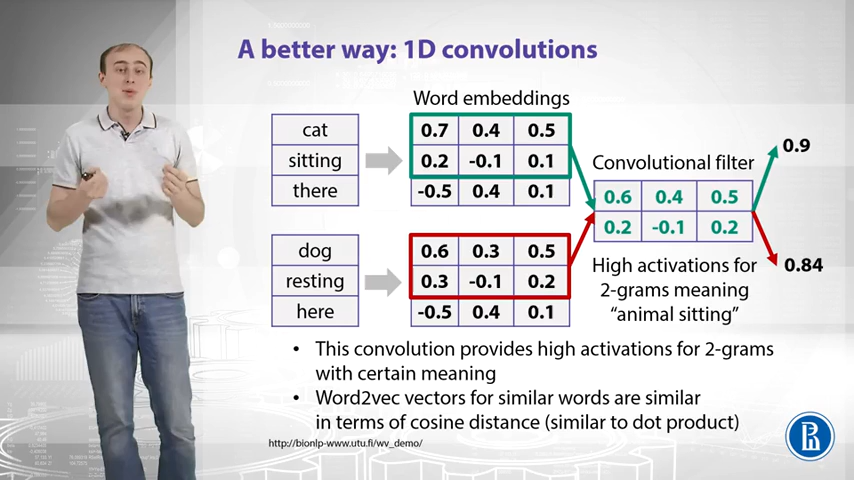 A better way: 1D convolutions
Word embeddings
cat
sitting
there
0.7 0.4 0.5
0.2 -0.1 0.1
-0.5 0.4 0.1
Convolutional filter
0.6 0.4 0.5
0.2 -0.1 0.2
0.9
0.84
dog
resting
here
0.6 0.3 0.5
0.3 -0.1 0.2
-0.5 0.4 0.1
High activations for
2-grams meaning
“animal sitting”
• This convolution provides high activations for 2-grams
with certain meaning
• Word2vec vectors for similar words are similar
in terms of cosine distance (similar to dot product)
http://bionlp-www.utu.fi/wv_demo/